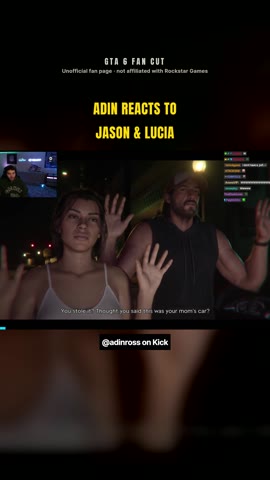 GTA 6 FAN CUT
Unofficial fan page - not affiliated with Rockstar Games
ADIN REACTS TO
JASON & LUCIA
You stole it? Thought you said this was your mom's car?
@adinross on Kick